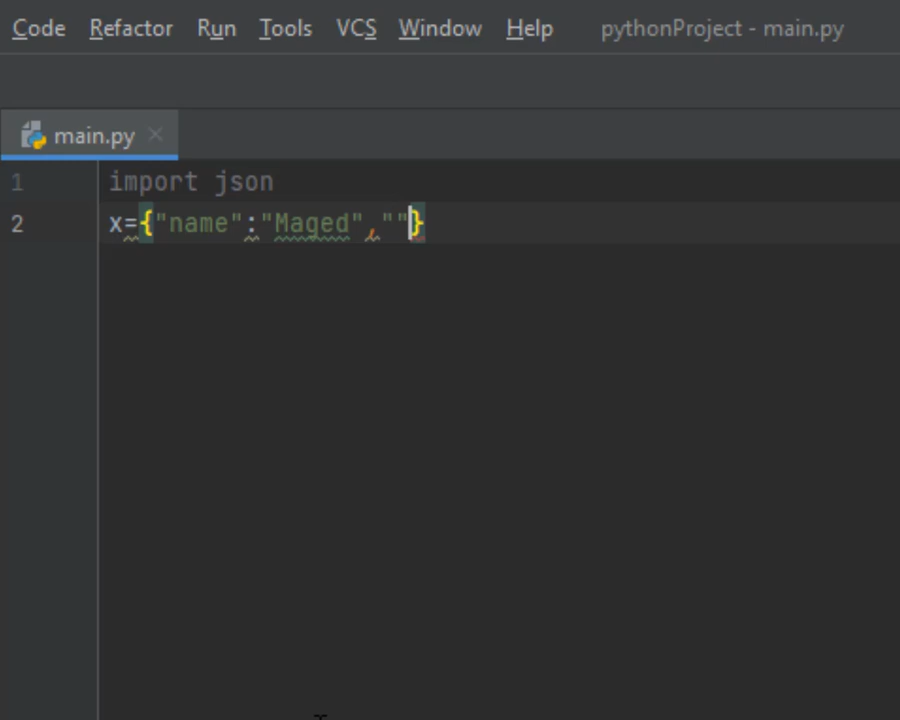 Code Refactor Run Tools VCS Window Help pythonProject - main.py
main.py
1 import json
2 x={"name":"Maged",""}